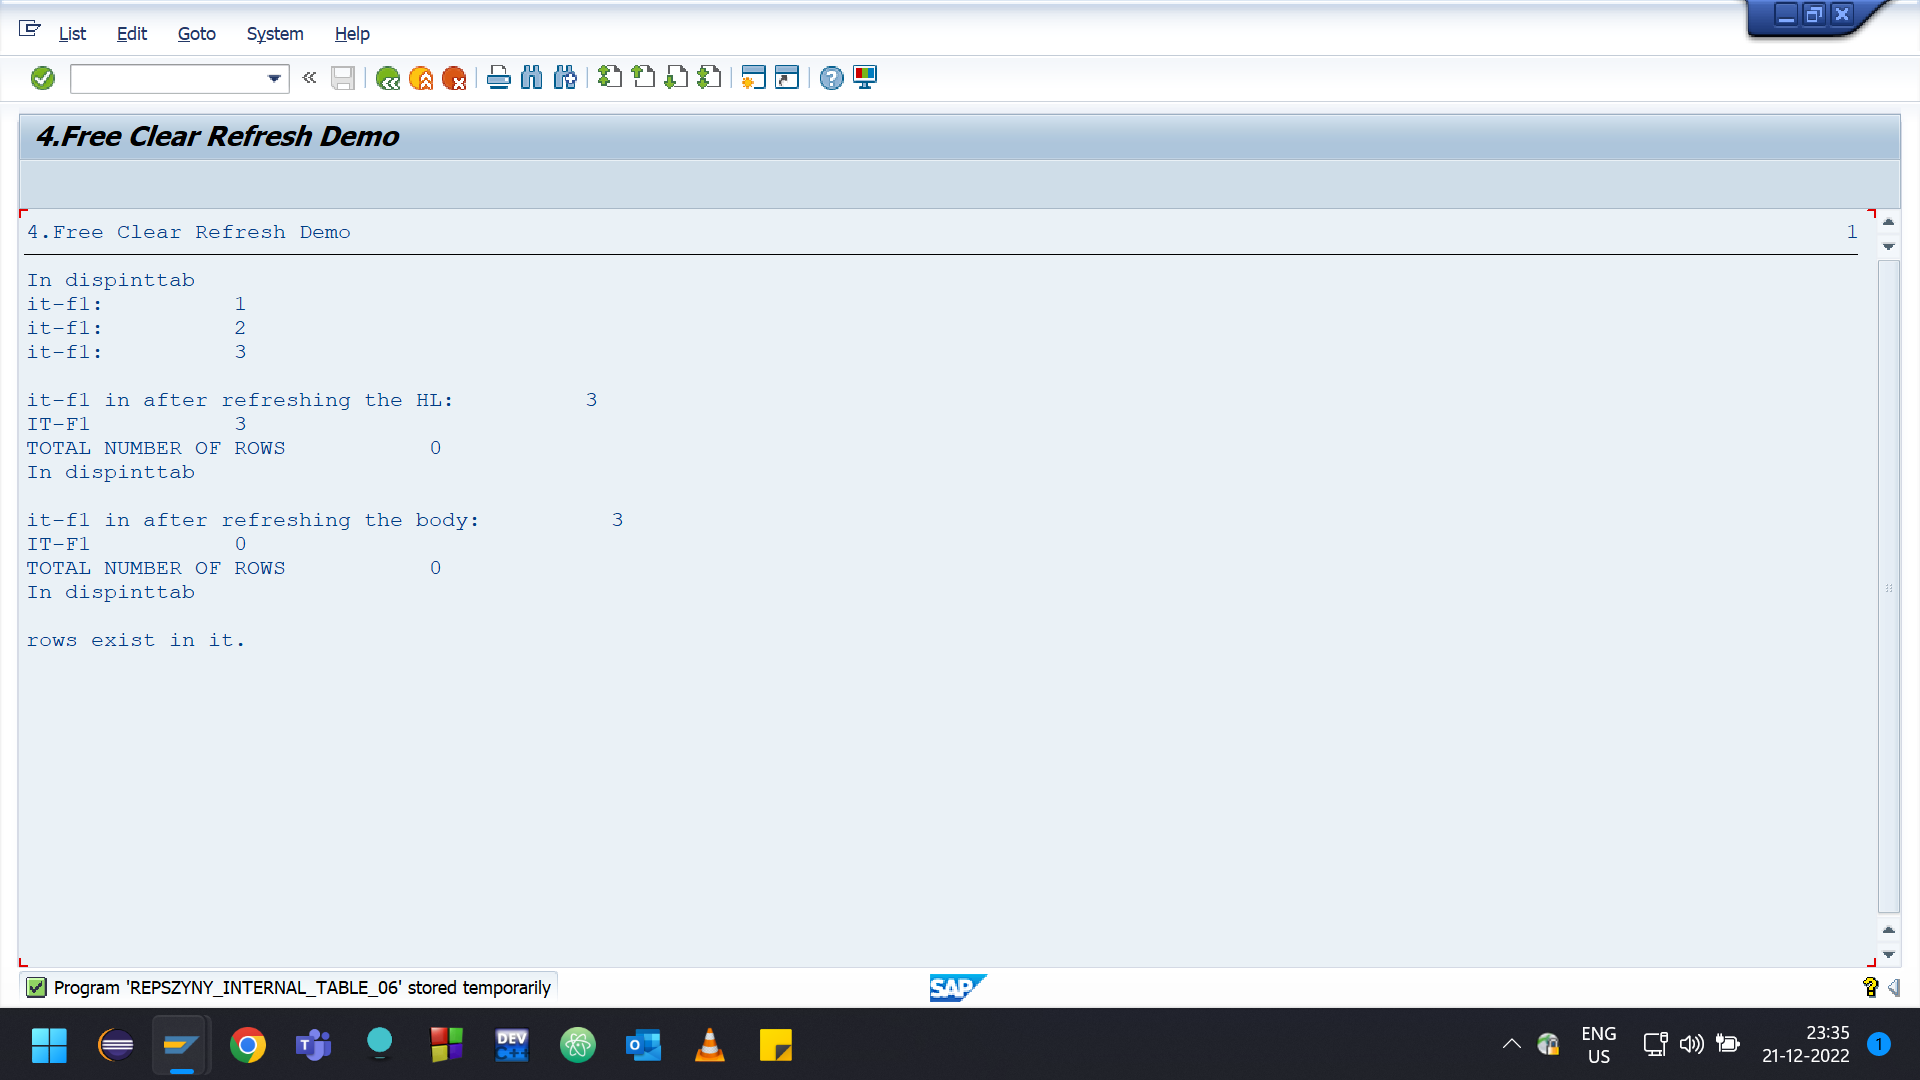 List Edit Goto System Help
4.Free Clear Refresh Demo
4.Free Clear Refresh Demo 1
In dispinttab
it-f1: 1
it-f1: 2
it-f1: 3
it-f1 in after refreshing the HL: 3
IT-F1 3
TOTAL NUMBER OF ROWS 0
In dispinttab
it-f1 in after refreshing the body: 3
IT-F1 0
TOTAL NUMBER OF ROWS 0
In dispinttab
rows exist in it.
Program 'REPSZYNY_INTERNAL_TABLE_06' stored temporarily
SAP
DEV
C++
ENG
US
23:35
21-12-2022
1